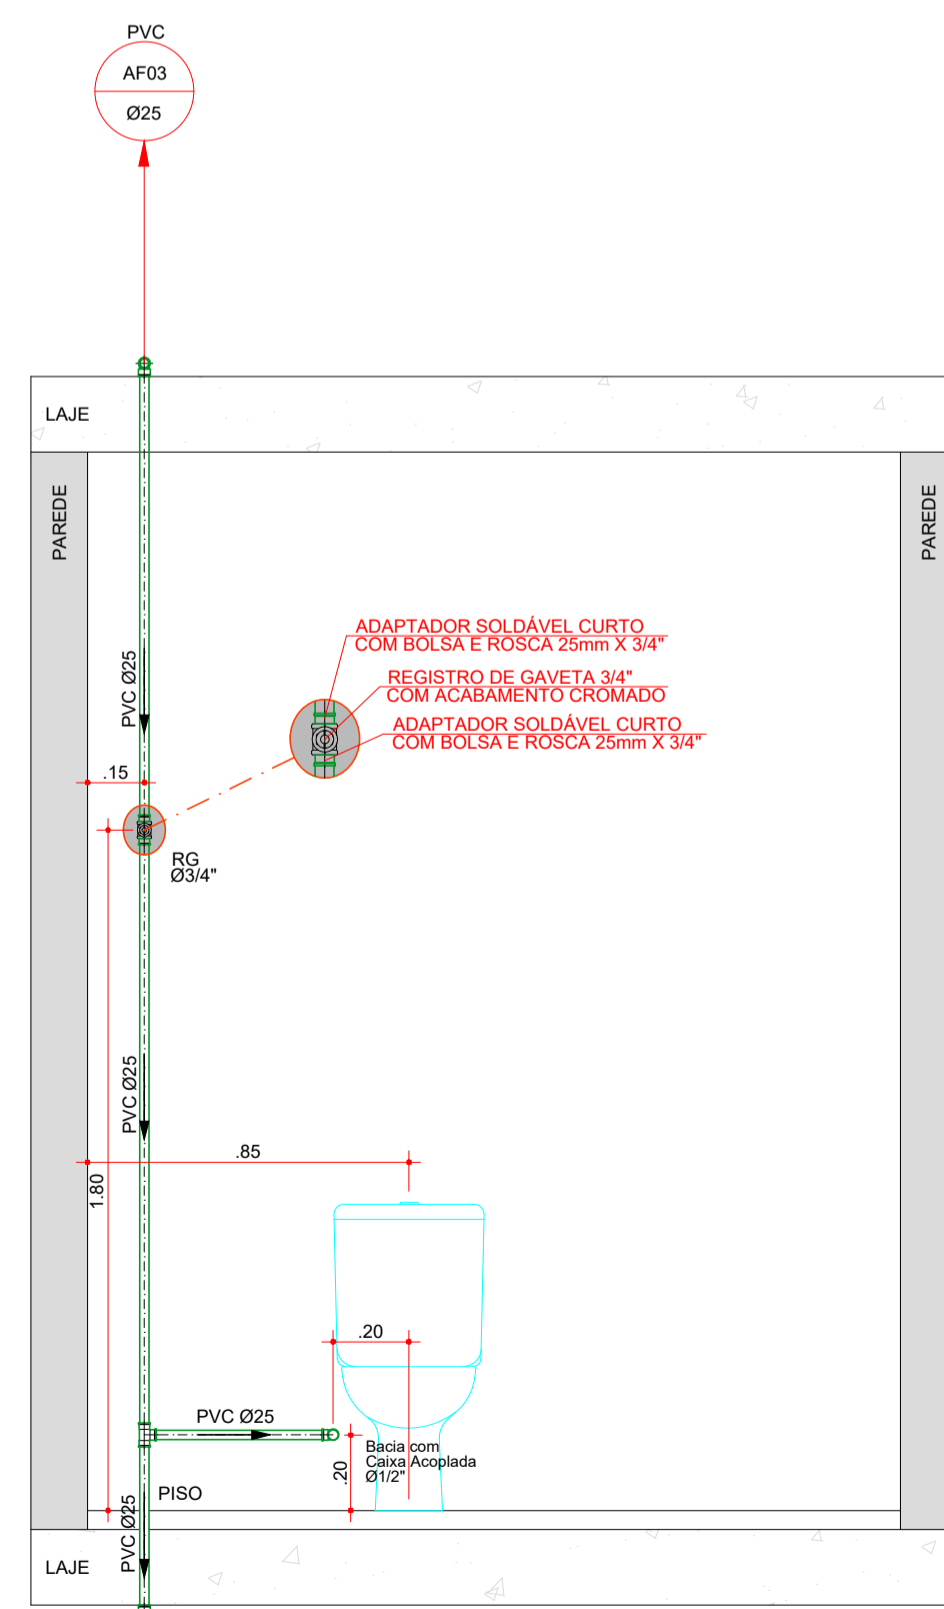 PVC
AF03
Ø25
LAJE
PAREDE
PAREDE
ADAPTADOR SOLDÁVEL CURTO
COM BOLSA E ROSCA 25mm X 3/4"
REGISTRO DE GAVETA 3/4"
COM ACABAMENTO CROMADO
ADAPTADOR SOLDÁVEL CURTO
COM BOLSA E ROSCA 25mm X 3/4"
PVC Ø25
.15
RG
Ø3/4"
PVC Ø25
.85
1.80
.20
PVC Ø25
Bacia com
Caixa Acoplada
Ø1/2"
.20
PISO
PVC Ø25
LAJE